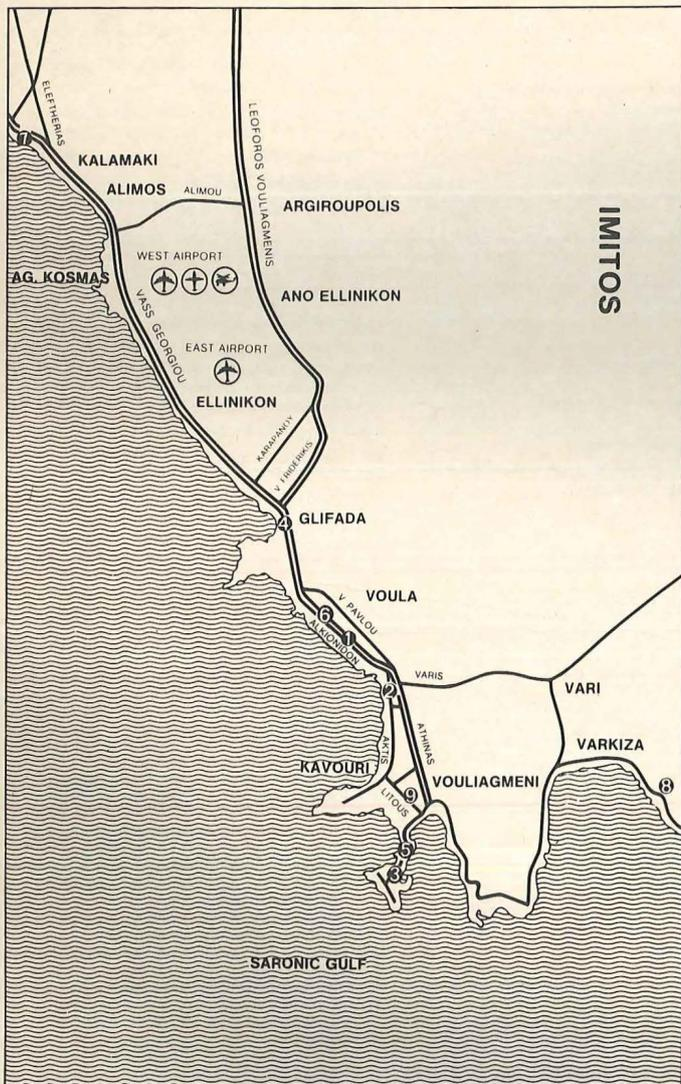 ELEFTHERIAS
7
KALAMAKI
ALIMOS
ALIMOU
LEOFOROS VOULIAGMENIS
ARGIROUPOLIS
IMITOS
WEST AIRPORT
AG. KOSMAS
VASS GEORGIOU
ANO ELLINIKON
EAST AIRPORT
ELLINIKON
KARAPANOY
V FRIDERIKIS
4
GLIFADA
VOULA
V PAVLOU
6
1
ALKIONIDON
2
VARIS
VARI
AKTIS
ATHINAS
VARKIZA
KAVOURI
VOULIAGMENI
8
9
LITOUS
5
3
SARONIC GULF